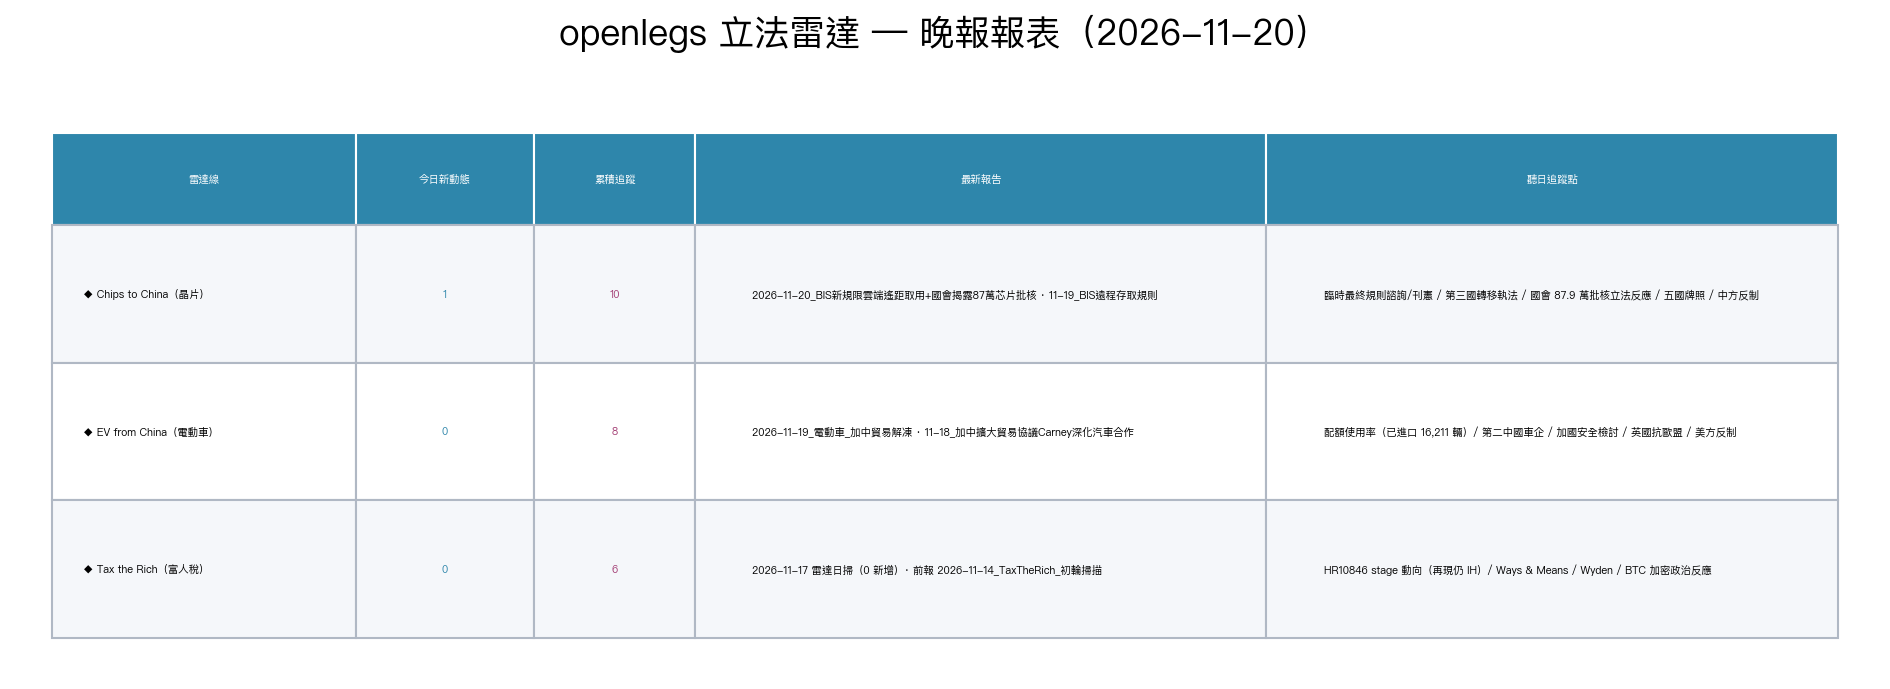 openlegs 立法雷達 — 晚報報表（2026-11-20）
雷達線 今日新動態 累積追蹤 最新報告 聽日追蹤點
◆ Chips to China（晶片） 1 10 2026-11-20_BIS新規限雲端遙距取用+國會揭露87萬芯片批核 · 11-19_BIS遠程存取規則 臨時最終規則諮詢/刊憲 / 第三國轉移執法 / 國會 87.9 萬批核立法反應 / 五國牌照 / 中方反制
◆ EV from China（電動車） 0 8 2026-11-19_電動車_加中貿易解凍 · 11-18_加中擴大貿易協議Carney深化汽車合作 配額使用率（已進口 16,211 輛）/ 第二中國車企 / 加國安全檢討 / 英國抗歐盟 / 美方反制
◆ Tax the Rich（富人稅） 0 6 2026-11-17 雷達日掃（0 新增）· 前報 2026-11-14_TaxTheRich_初輪掃描 HR10846 stage 動向（再現仍 IH）/ Ways & Means / Wyden / BTC 加密政治反應